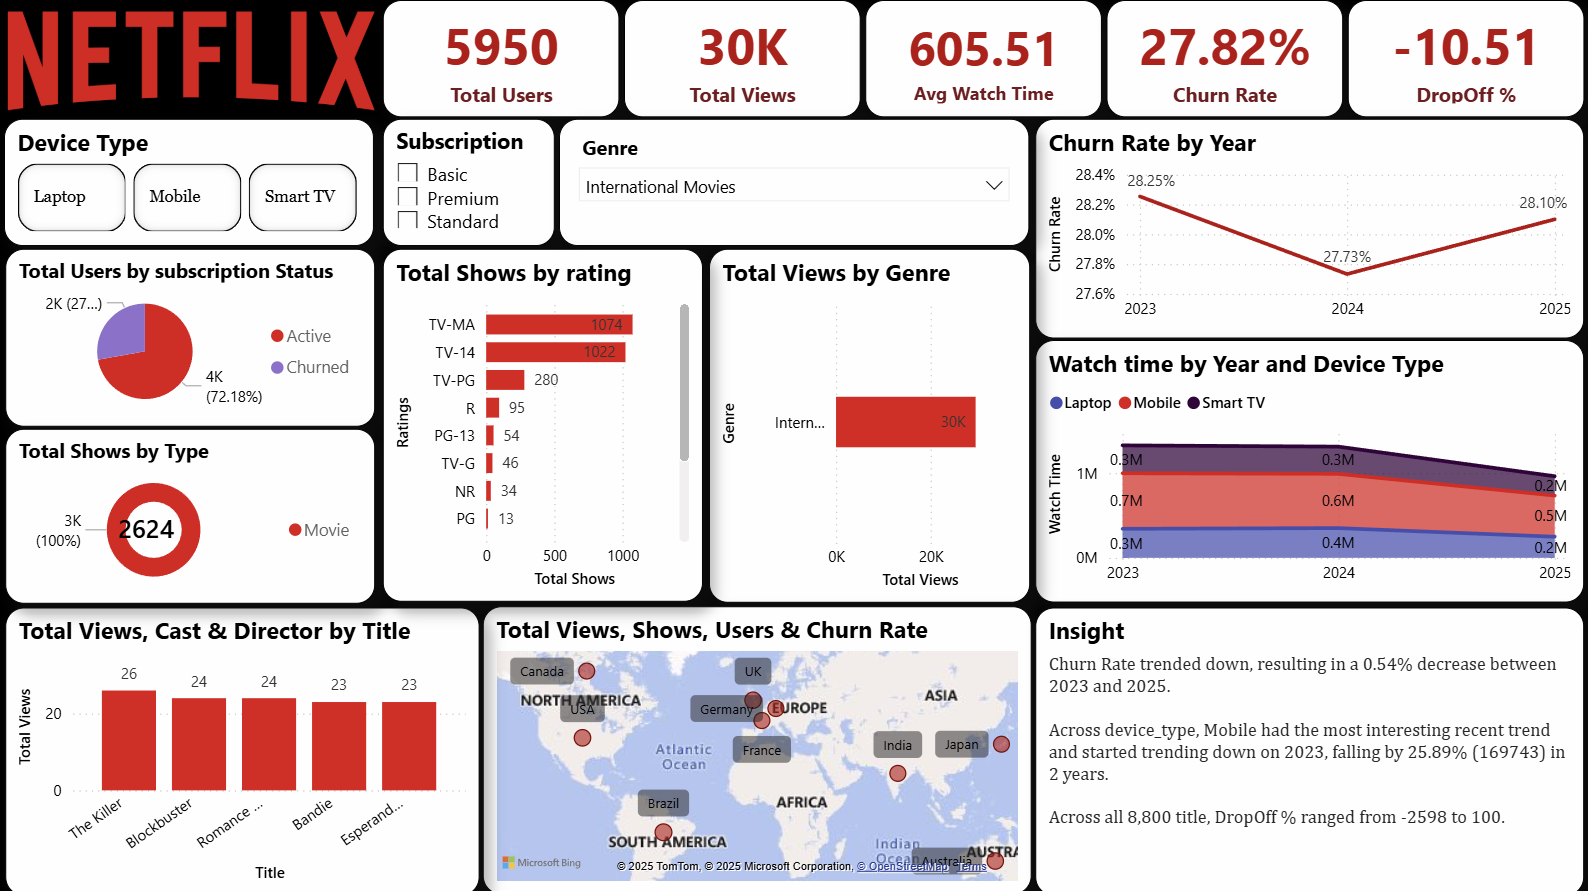 NETFLIX
5950
Total Users
30K
Total Views
605.51
Avg Watch Time
27.82%
Churn Rate
-10.51
DropOff %
Device Type
Laptop
Mobile
Smart TV
Subscription
Basic
Premium
Standard
Genre
International Movies
Churn Rate by Year
Churn Rate
28.4%
28.2%
28.0%
27.8%
27.6%
28.25%
27.73%
28.10%
2023
2024
2025
Total Users by subscription Status
2K (27...)
4K
(72.18%)
Active
Churned
Total Shows by rating
Ratings
TV-MA
1074
TV-14
1022
TV-PG
280
R
95
PG-13
54
TV-G
46
NR
34
PG
13
0
500
1000
Total Shows
Total Views by Genre
Genre
Intern...
30K
0K
20K
Total Views
Watch time by Year and Device Type
Laptop
Mobile
Smart TV
Watch Time
1M
0M
0.3M
0.3M
0.2M
0.7M
0.6M
0.5M
0.3M
0.4M
0.2M
2023
2024
2025
Total Shows by Type
3K
(100%)
2624
Movie
Total Views, Cast & Director by Title
Total Views
20
0
26
24
24
23
23
The Killer
Blockbuster
Romance ...
Bandie
Esperand...
Title
Total Views, Shows, Users & Churn Rate
Canada
UK
NORTH AMERICA
USA
Germany
EUROPE
ASIA
Atlantic
Ocean
France
India
Japan
Brazil
AFRICA
SOUTH AMERICA
Indian
Ocean
Australia
AUSTRA
Microsoft Bing
© 2025 TomTom, © 2025 Microsoft Corporation, © OpenStreetMap Terms
Insight
Churn Rate trended down, resulting in a 0.54% decrease between
2023 and 2025.
Across device_type, Mobile had the most interesting recent trend
and started trending down on 2023, falling by 25.89% (169743) in
2 years.
Across all 8,800 title, DropOff % ranged from -2598 to 100.